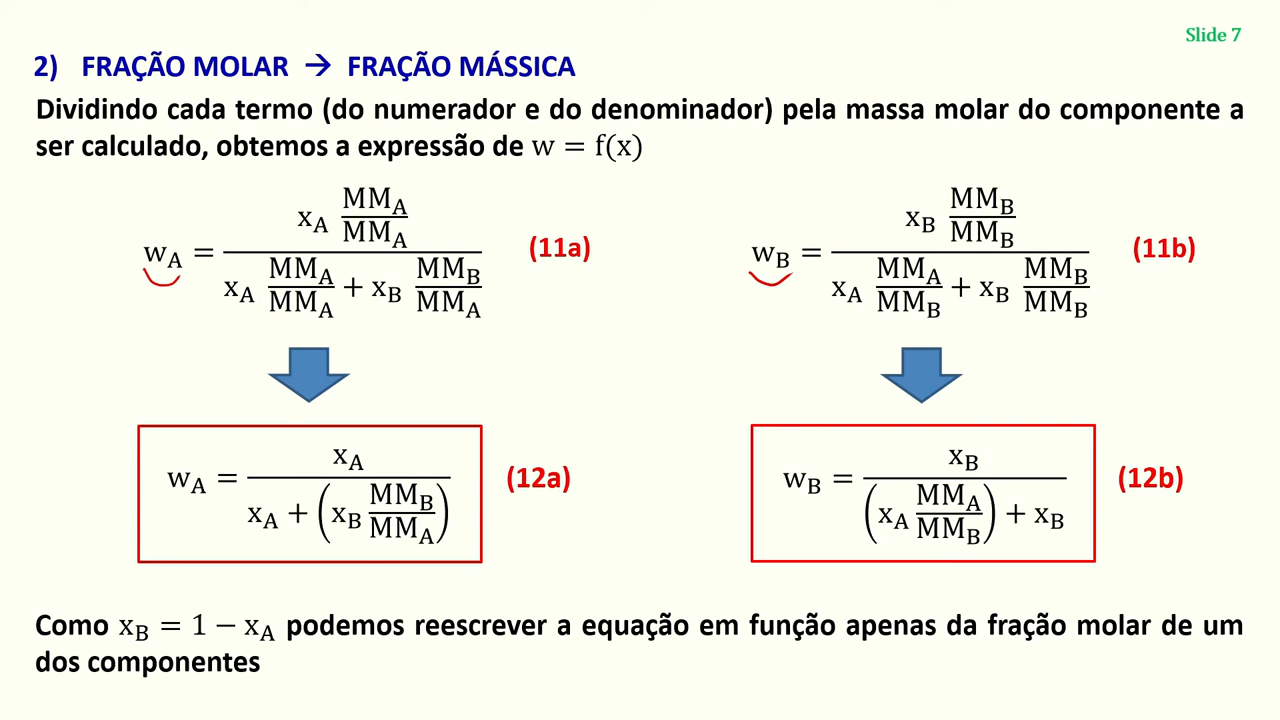 Slide 7
2) FRAÇÃO MOLAR → FRAÇÃO MÁSSICA
Dividindo cada termo (do numerador e do denominador) pela massa molar do componente a
ser calculado, obtemos a expressão de w = f(x)
w_A = (x_A MM_A/MM_A) / (x_A MM_A/MM_A + x_B MM_B/MM_A) (11a)
w_B = (x_B MM_B/MM_B) / (x_A MM_A/MM_B + x_B MM_B/MM_B) (11b)
w_A = x_A / (x_A + (x_B MM_B/MM_A)) (12a)
w_B = x_B / ((x_A MM_A/MM_B) + x_B) (12b)
Como x_B = 1 − x_A podemos reescrever a equação em função apenas da fração molar de um
dos componentes